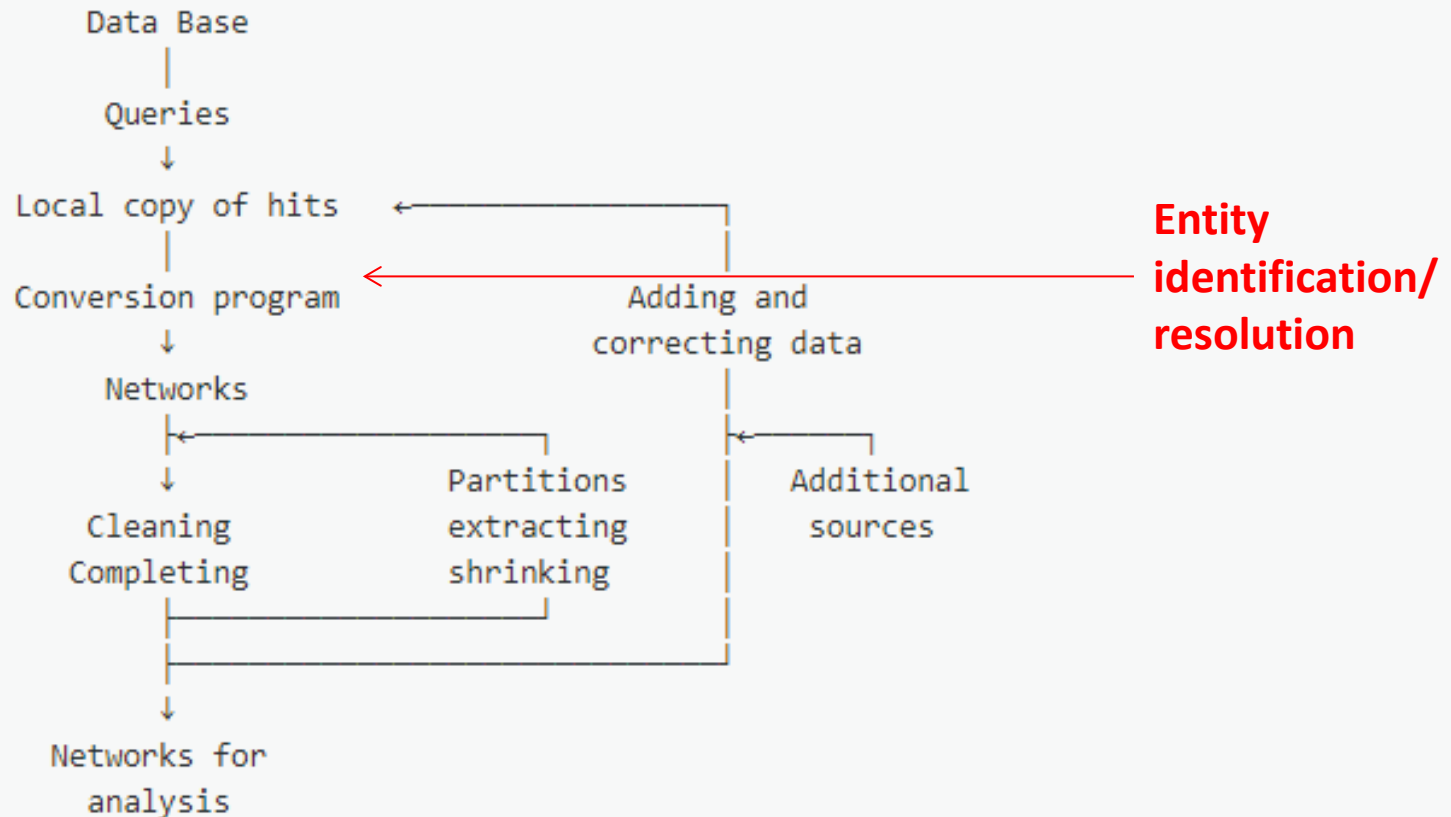 Data Base
Queries
Local copy of hits
Entity
identification/
resolution
Conversion program
Adding and
correcting data
Networks
Partitions
extracting
shrinking
Additional
sources
Cleaning
Completing
Networks for
analysis